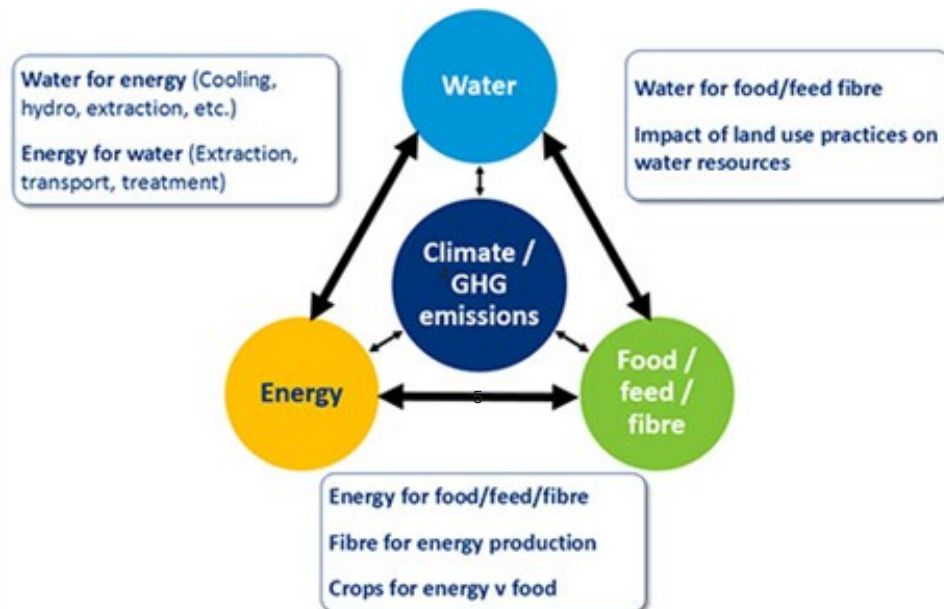 Water
Water for energy (Cooling,
hydro, extraction, etc.)
Energy for water (Extraction,
transport, treatment)
Water for food/feed fibre
Impact of land use practices on
water resources
Climate /
4
GHG
emissions
Energy
5
Food /
feed /
fibre
Energy for food/feed/fibre
Fibre for energy production
Crops for energy v food